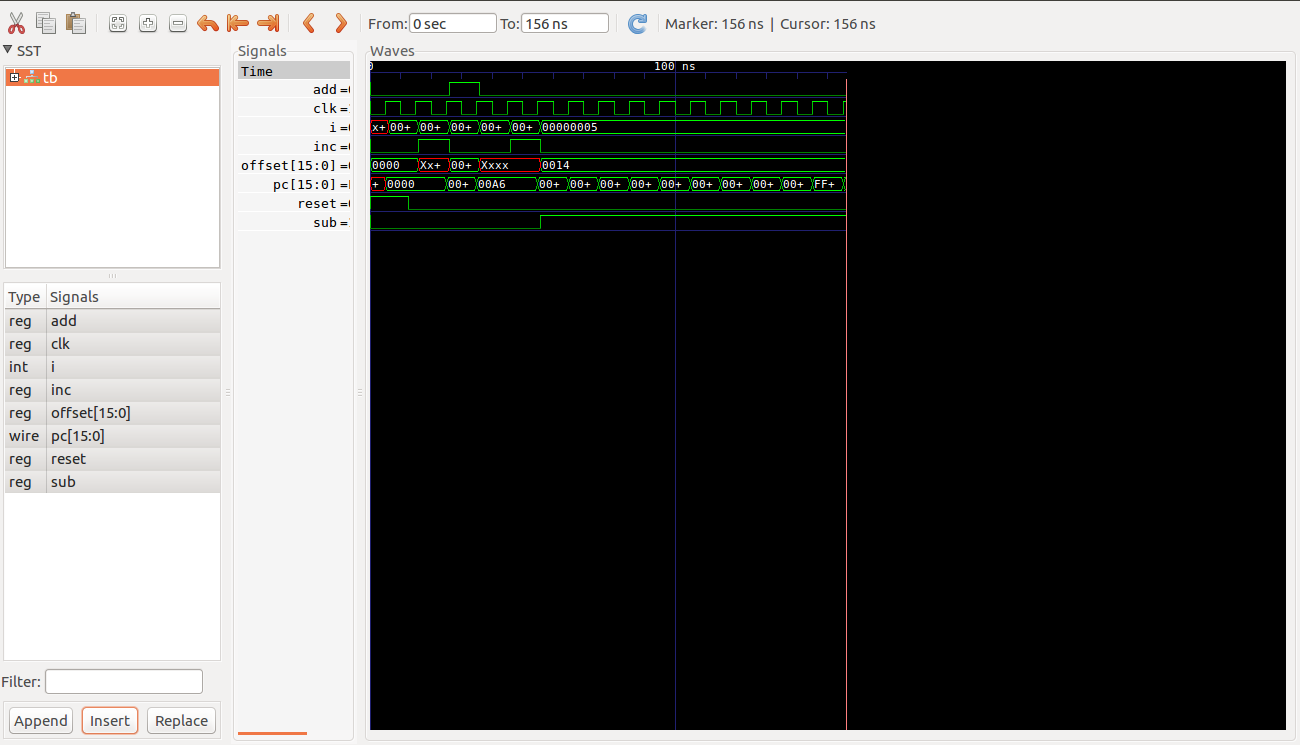 From: 0 sec To: 156 ns Marker: 156 ns | Cursor: 156 ns
SST
tb
Type Signals
reg add
reg clk
int i
reg inc
reg offset[15:0]
wire pc[15:0]
reg reset
reg sub
Filter:
Append Insert Replace
Signals
Time
add=
clk=
i=
inc=
offset[15:0]=
pc[15:0]=
reset=
sub=
Waves
0 100 ns
x+ 00+ 00+ 00+ 00+ 00+ 00000005
0000 Xx+ 00+ Xxxx 0014
+ 0000 00+ 00A6 00+ 00+ 00+ 00+ 00+ 00+ 00+ 00+ 00+ FF+